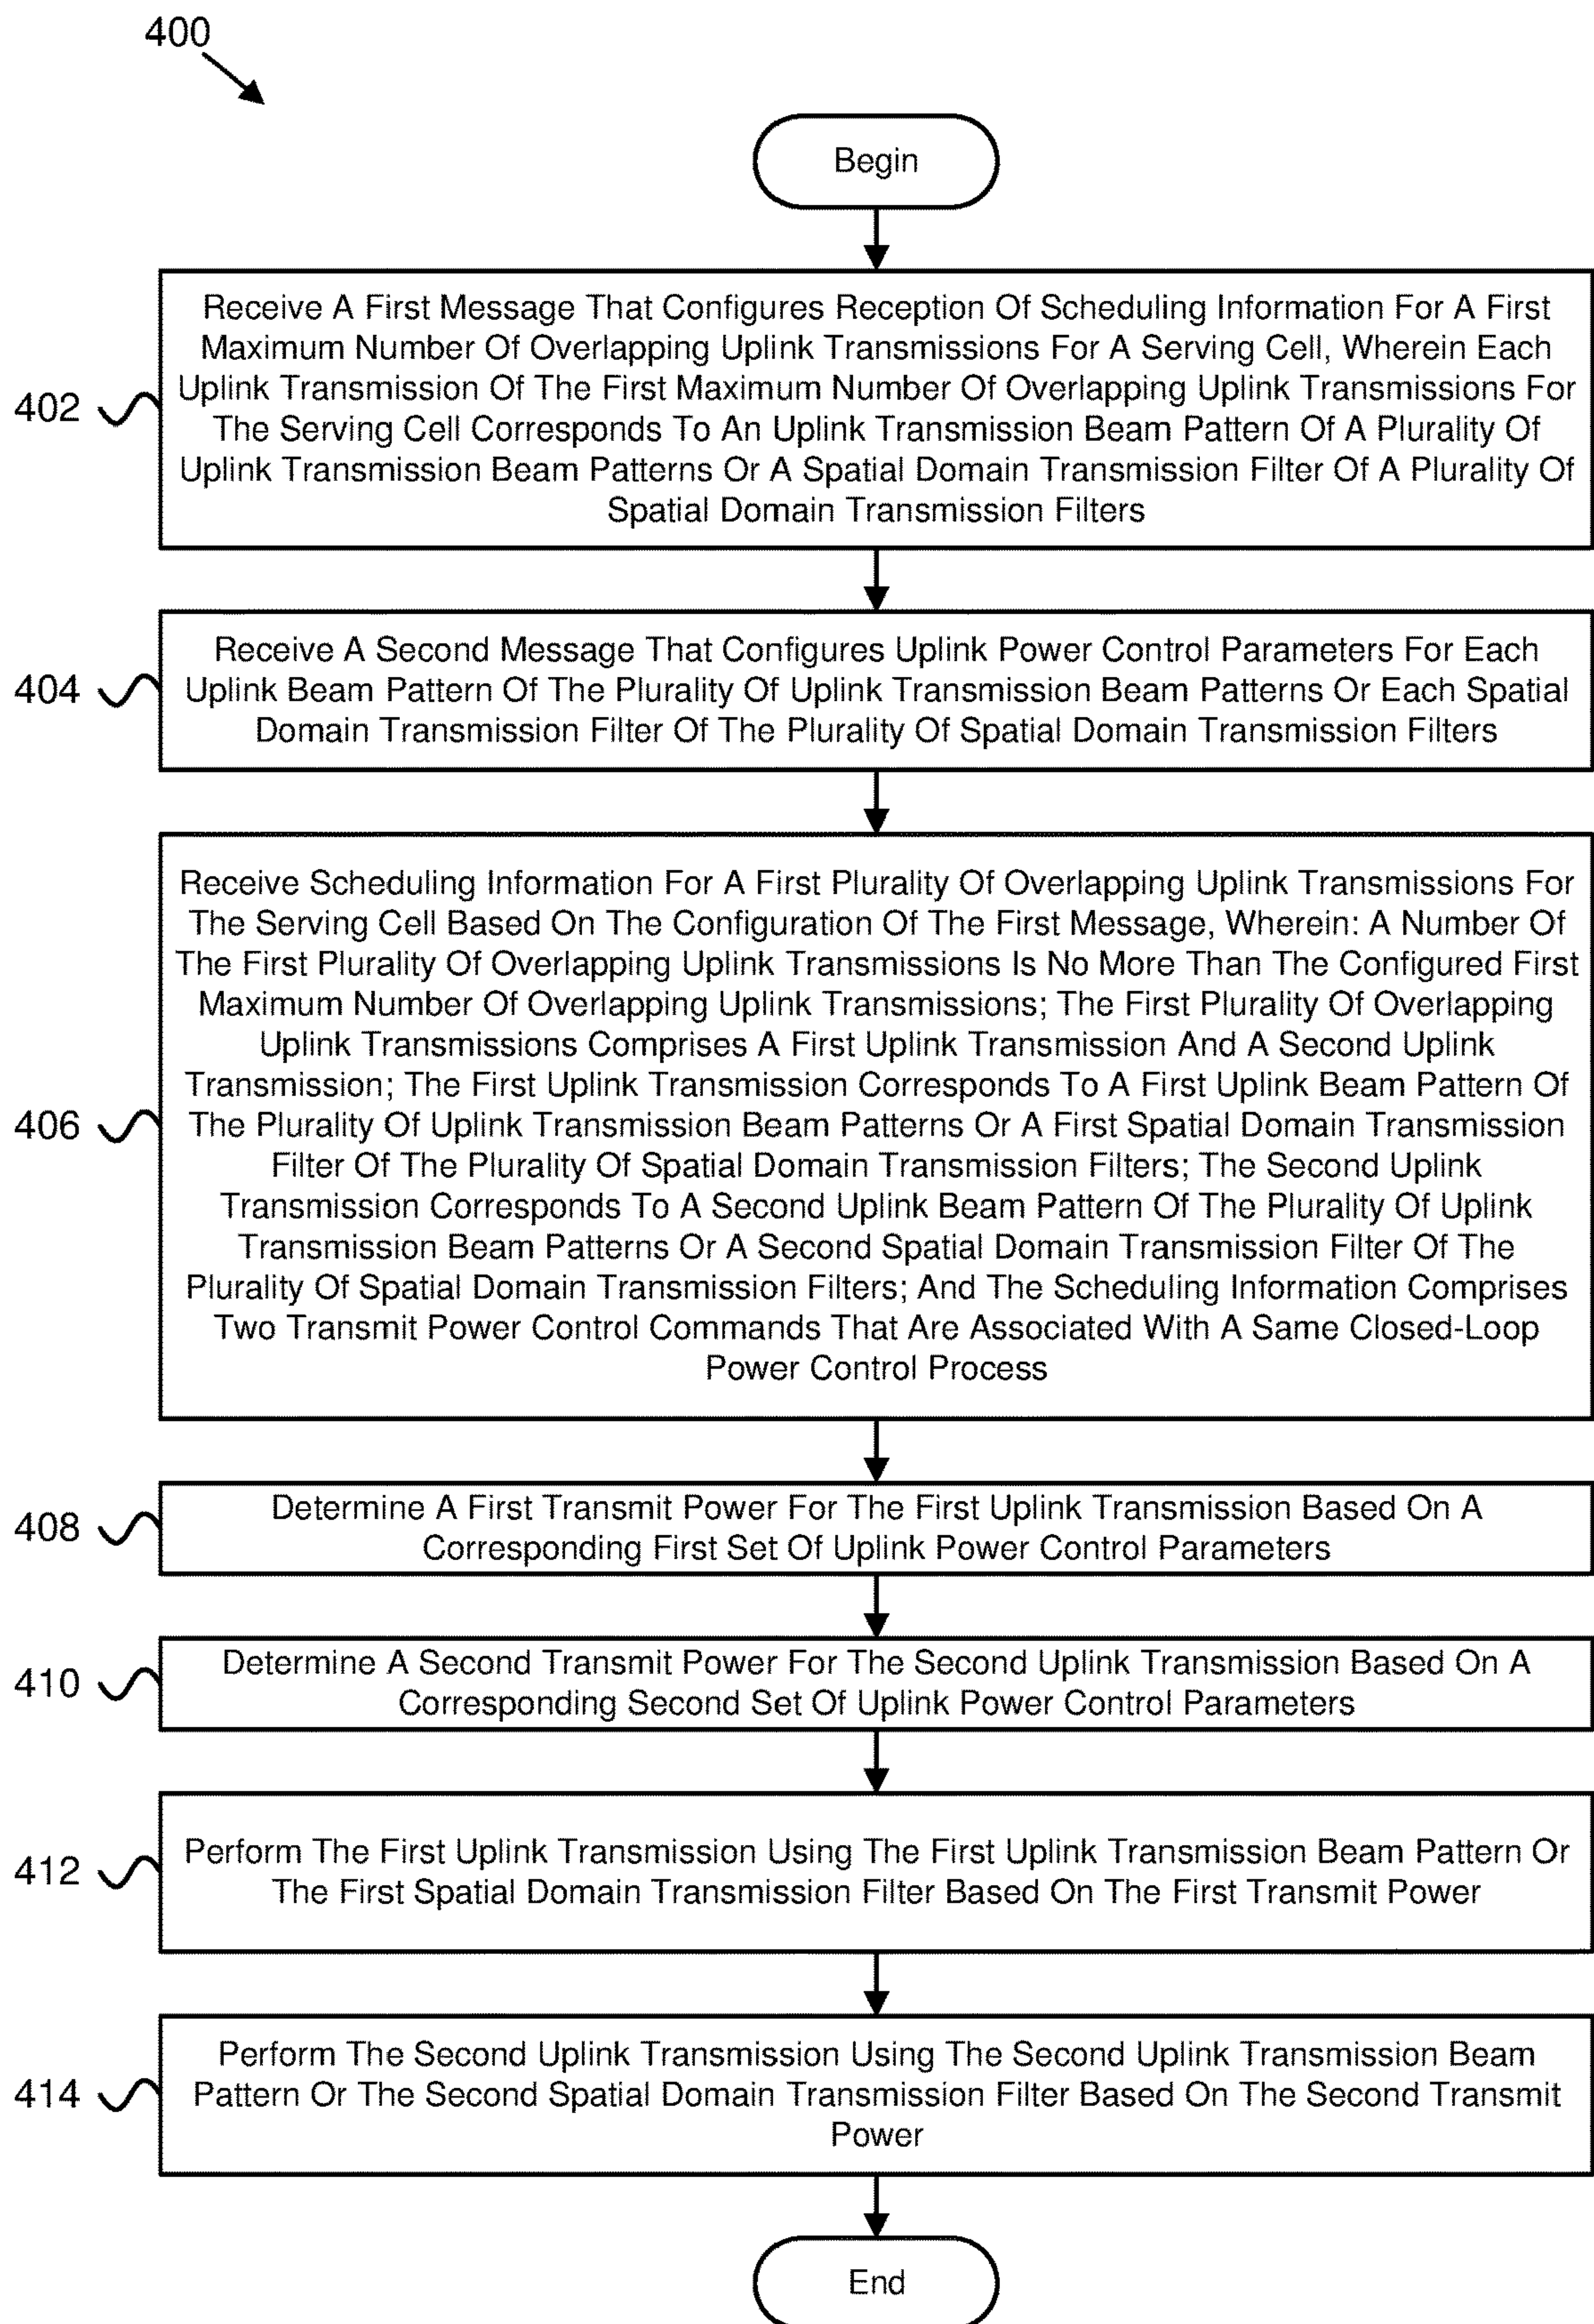 400
Begin
402
Receive A First Message That Configures Reception Of Scheduling Information For A First
Maximum Number Of Overlapping Uplink Transmissions For A Serving Cell, Wherein Each
Uplink Transmission Of The First Maximum Number Of Overlapping Uplink Transmissions For
The Serving Cell Corresponds To An Uplink Transmission Beam Pattern Of A Plurality Of
Uplink Transmission Beam Patterns Or A Spatial Domain Transmission Filter Of A Plurality Of
Spatial Domain Transmission Filters
404
Receive A Second Message That Configures Uplink Power Control Parameters For Each
Uplink Beam Pattern Of The Plurality Of Uplink Transmission Beam Patterns Or Each Spatial
Domain Transmission Filter Of The Plurality Of Spatial Domain Transmission Filters
406
Receive Scheduling Information For A First Plurality Of Overlapping Uplink Transmissions For
The Serving Cell Based On The Configuration Of The First Message, Wherein: A Number Of
The First Plurality Of Overlapping Uplink Transmissions Is No More Than The Configured First
Maximum Number Of Overlapping Uplink Transmissions; The First Plurality Of Overlapping
Uplink Transmissions Comprises A First Uplink Transmission And A Second Uplink
Transmission; The First Uplink Transmission Corresponds To A First Uplink Beam Pattern Of
The Plurality Of Uplink Transmission Beam Patterns Or A First Spatial Domain Transmission
Filter Of The Plurality Of Spatial Domain Transmission Filters; The Second Uplink
Transmission Corresponds To A Second Uplink Beam Pattern Of The Plurality Of Uplink
Transmission Beam Patterns Or A Second Spatial Domain Transmission Filter Of The
Plurality Of Spatial Domain Transmission Filters; And The Scheduling Information Comprises
Two Transmit Power Control Commands That Are Associated With A Same Closed-Loop
Power Control Process
408
Determine A First Transmit Power For The First Uplink Transmission Based On A
Corresponding First Set Of Uplink Power Control Parameters
410
Determine A Second Transmit Power For The Second Uplink Transmission Based On A
Corresponding Second Set Of Uplink Power Control Parameters
412
Perform The First Uplink Transmission Using The First Uplink Transmission Beam Pattern Or
The First Spatial Domain Transmission Filter Based On The First Transmit Power
414
Perform The Second Uplink Transmission Using The Second Uplink Transmission Beam
Pattern Or The Second Spatial Domain Transmission Filter Based On The Second Transmit
Power
End